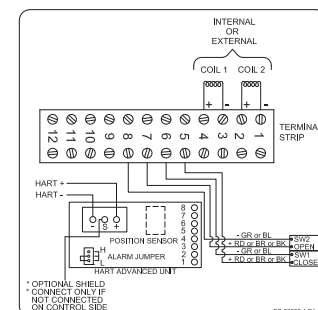 INTERNAL
OR
EXTERNAL
COIL 1 COIL 2
+ - + -
12 11 10 9 8 7 6 5 4 3 2 1
TERMINAL
STRIP
HART +
HART -
- S +
POSITION SENSOR
8
7
6
5
4
3
2
1
H
ALARM JUMPER
L
HART ADVANCED UNIT
- GR or BL
SW2
+ RD or BR or BK
OPEN
- GR or BL
SW1
+ RD or BR or BK
CLOSE
* OPTIONAL SHIELD
* CONNECT ONLY IF
NOT CONNECTED
ON CONTROL SIDE